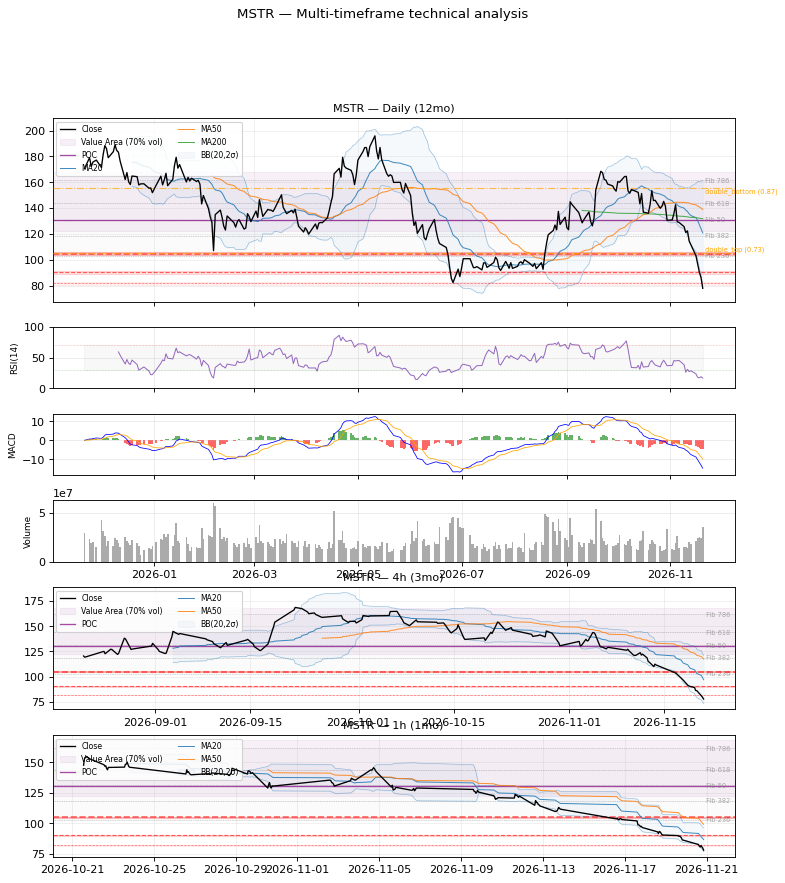 MSTR — Multi-timeframe technical analysis
MSTR — Daily (12mo)
Close
Value Area (70% vol)
POC
MA20
MA50
MA200
BB(20,2σ)
200
180
160
140
120
100
80
Fib 786
double_bottom (0.87)
Fib 618
Fib 50
Fib 382
double_top (0.73)
Fib 236
RSI(14)
100
50
0
MACD
10
0
−10
1e7
Volume
5
0
2026-01
2026-03
2026-05
2026-07
2026-09
2026-11
MSTR — 4h (3mo)
Close
Value Area (70% vol)
POC
MA20
MA50
BB(20,2σ)
175
150
125
100
75
Fib 786
Fib 618
Fib 50
Fib 382
Fib 236
2026-09-01
2026-09-15
2026-10-01
2026-10-15
2026-11-01
2026-11-15
MSTR — 1h (1mo)
Close
Value Area (70% vol)
POC
MA20
MA50
BB(20,2σ)
150
125
100
75
Fib 786
Fib 618
Fib 50
Fib 382
Fib 236
2026-10-21
2026-10-25
2026-10-29
2026-11-01
2026-11-05
2026-11-09
2026-11-13
2026-11-17
2026-11-21